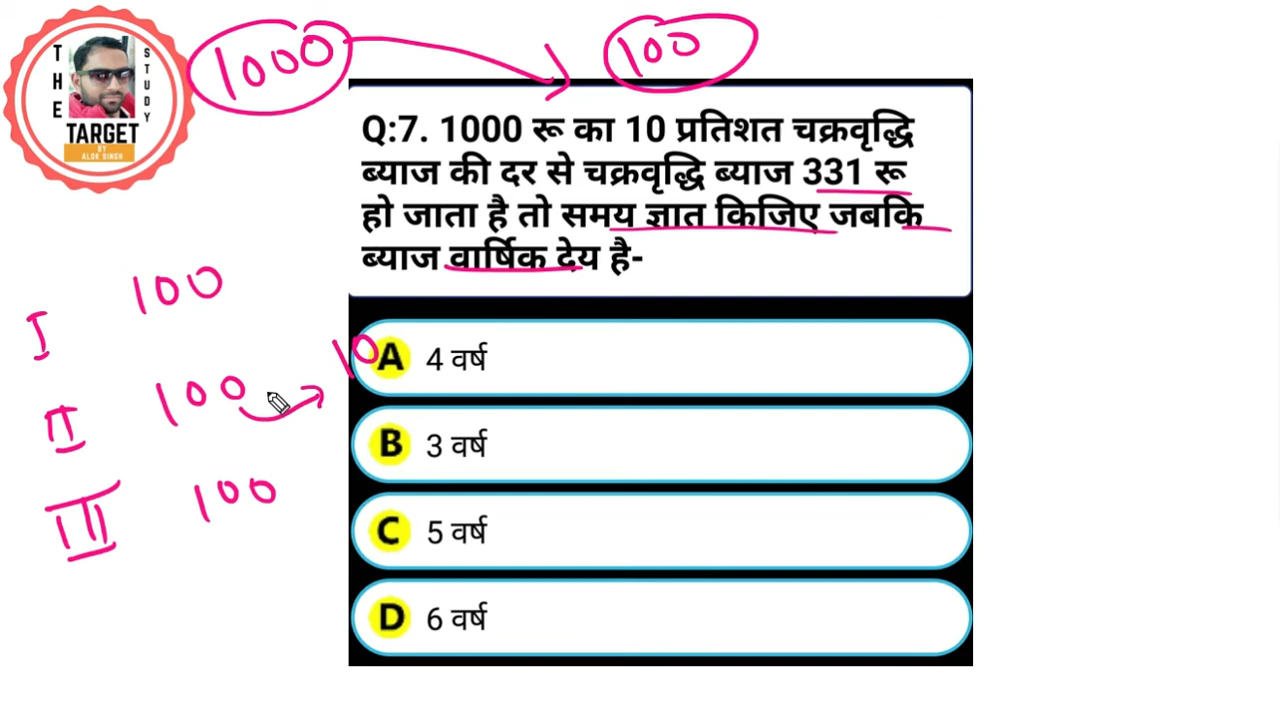 THE
STUDY
TARGET
BY
ALOK SINGH
1000
100
Q:7. 1000 रू का 10 प्रतिशत चक्रवृद्धि
ब्याज की दर से चक्रवृद्धि ब्याज 331 रू
हो जाता है तो समय ज्ञात किजिए जबकि
ब्याज वार्षिक देय है-
I 100
II 100 10
III 100
A 4 वर्ष
B 3 वर्ष
C 5 वर्ष
D 6 वर्ष